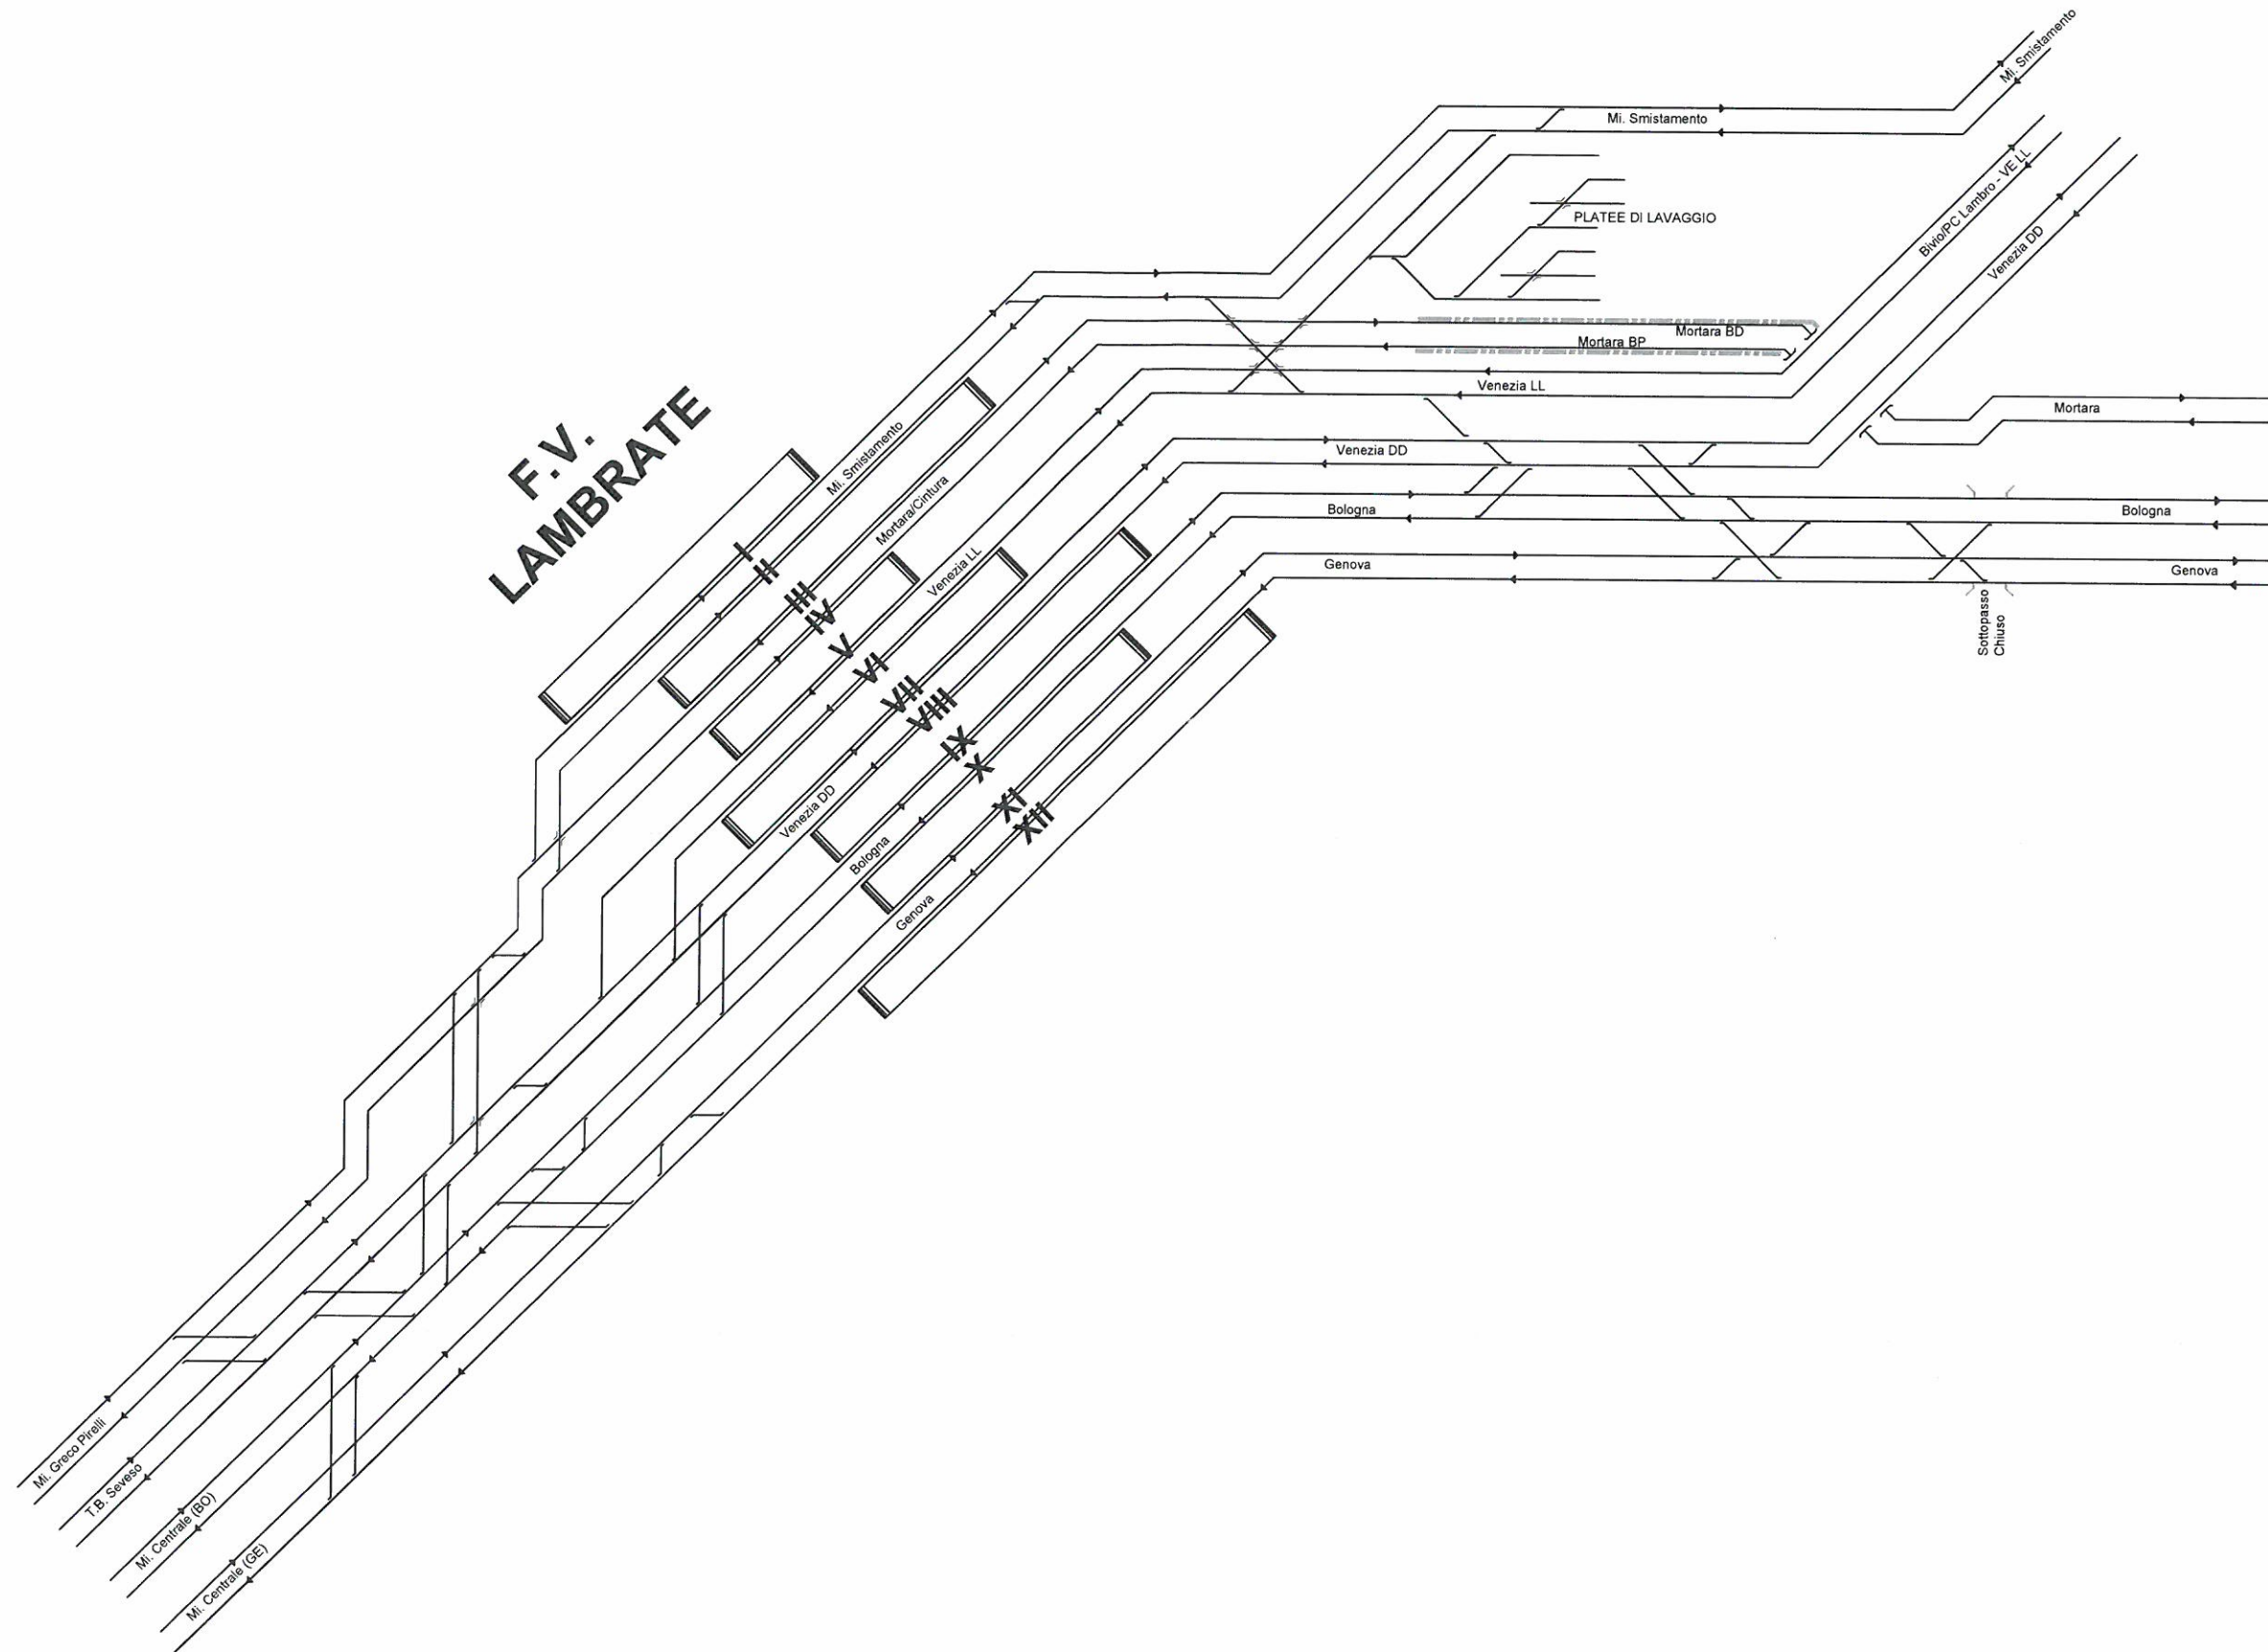 Mi. Smistamento
Mi. Smistamento
PLATEE DI LAVAGGIO
Bivio/PC Lambro - VE LL
Venezia DD
Mortara BD
Mortara BP
Venezia LL
Mortara
F.V.
LAMBRATE
Mi. Smistamento
Mortara/Cintura
Venezia LL
Venezia DD
Bologna
Bologna
Genova
Genova
Sottopasso
Chiuso
I
II
III
IV
V
VI
VII
VIII
IX
X
XI
XII
Venezia DD
Bologna
Genova
Mi. Greco Pirelli
T.B. Seveso
Mi. Centrale (BO)
Mi. Centrale (GE)